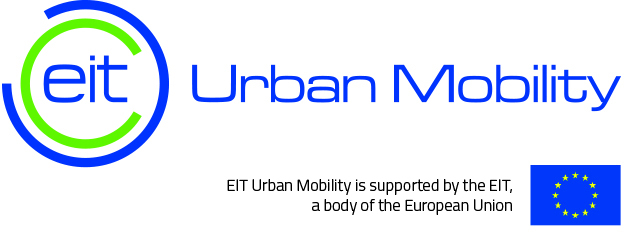 eit Urban Mobility
EIT Urban Mobility is supported by the EIT,
a body of the European Union